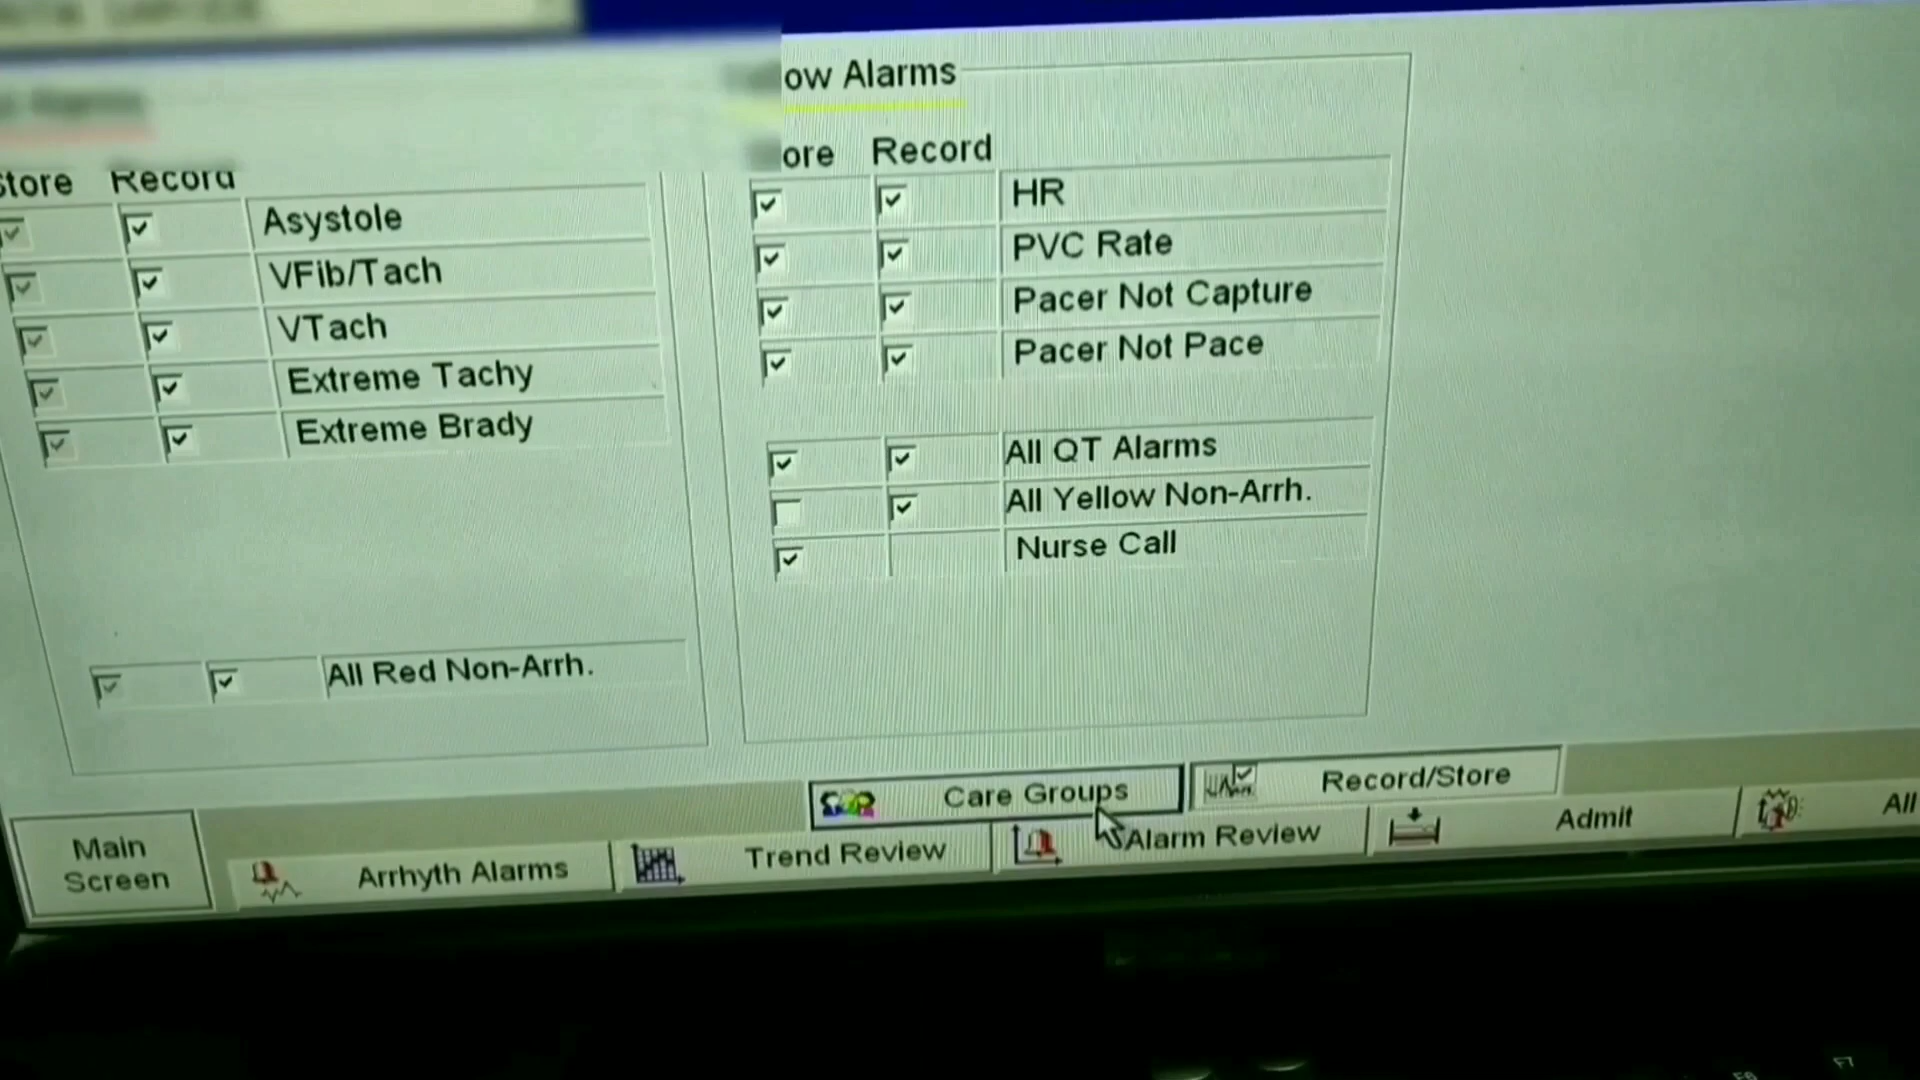 ow Alarms
Store Record
ore Record
Asystole
VFib/Tach
VTach
Extreme Tachy
Extreme Brady
All Red Non-Arrh.
HR
PVC Rate
Pacer Not Capture
Pacer Not Pace
All QT Alarms
All Yellow Non-Arrh.
Nurse Call
Care Groups
Record/Store
Main
Screen
Arrhyth Alarms
Trend Review
Alarm Review
Admit
All